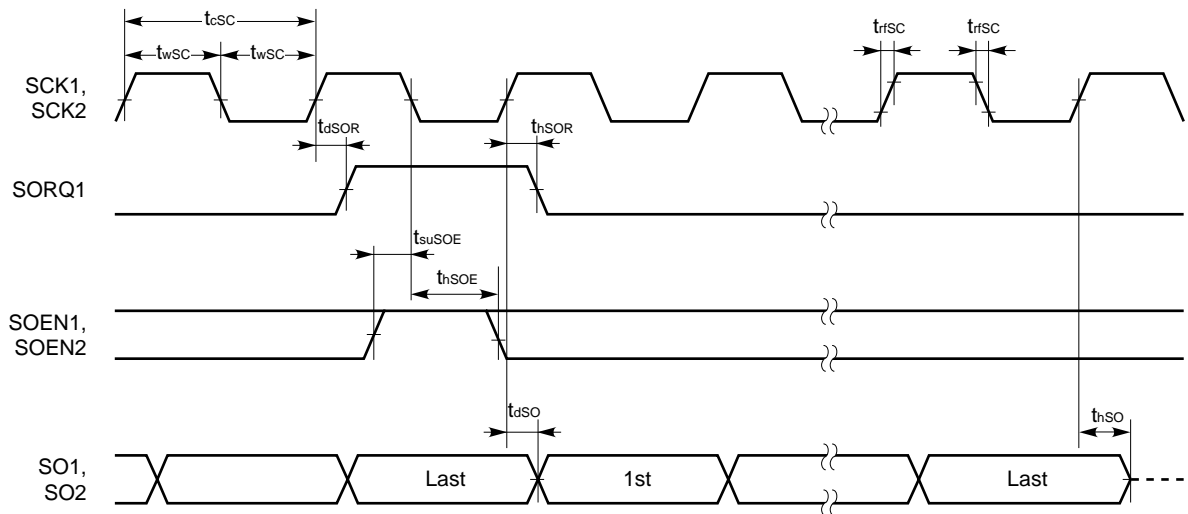 tcSC
twSC twSC trfSC trfSC
SCK1,
SCK2
tdSOR thSOR
SORQ1
tsuSOE
thSOE
SOEN1,
SOEN2
tdSO thSO
SO1,
SO2
Last 1st Last